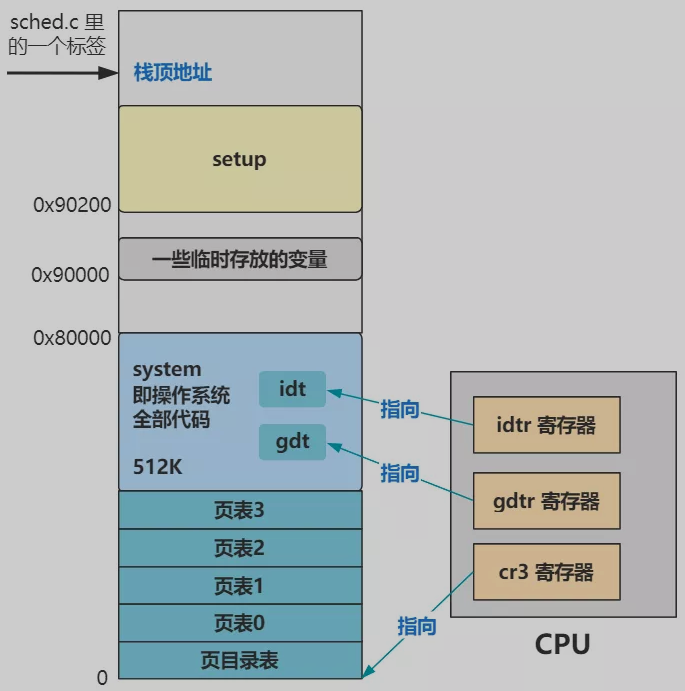 sched.c 里
的一个标签
栈顶地址
setup
0x90200
一些临时存放的变量
0x90000
0x80000
system
即操作系统
全部代码
512K
idt
gdt
指向
指向
指向
idtr 寄存器
gdtr 寄存器
cr3 寄存器
CPU
页表3
页表2
页表1
页表0
页目录表
0